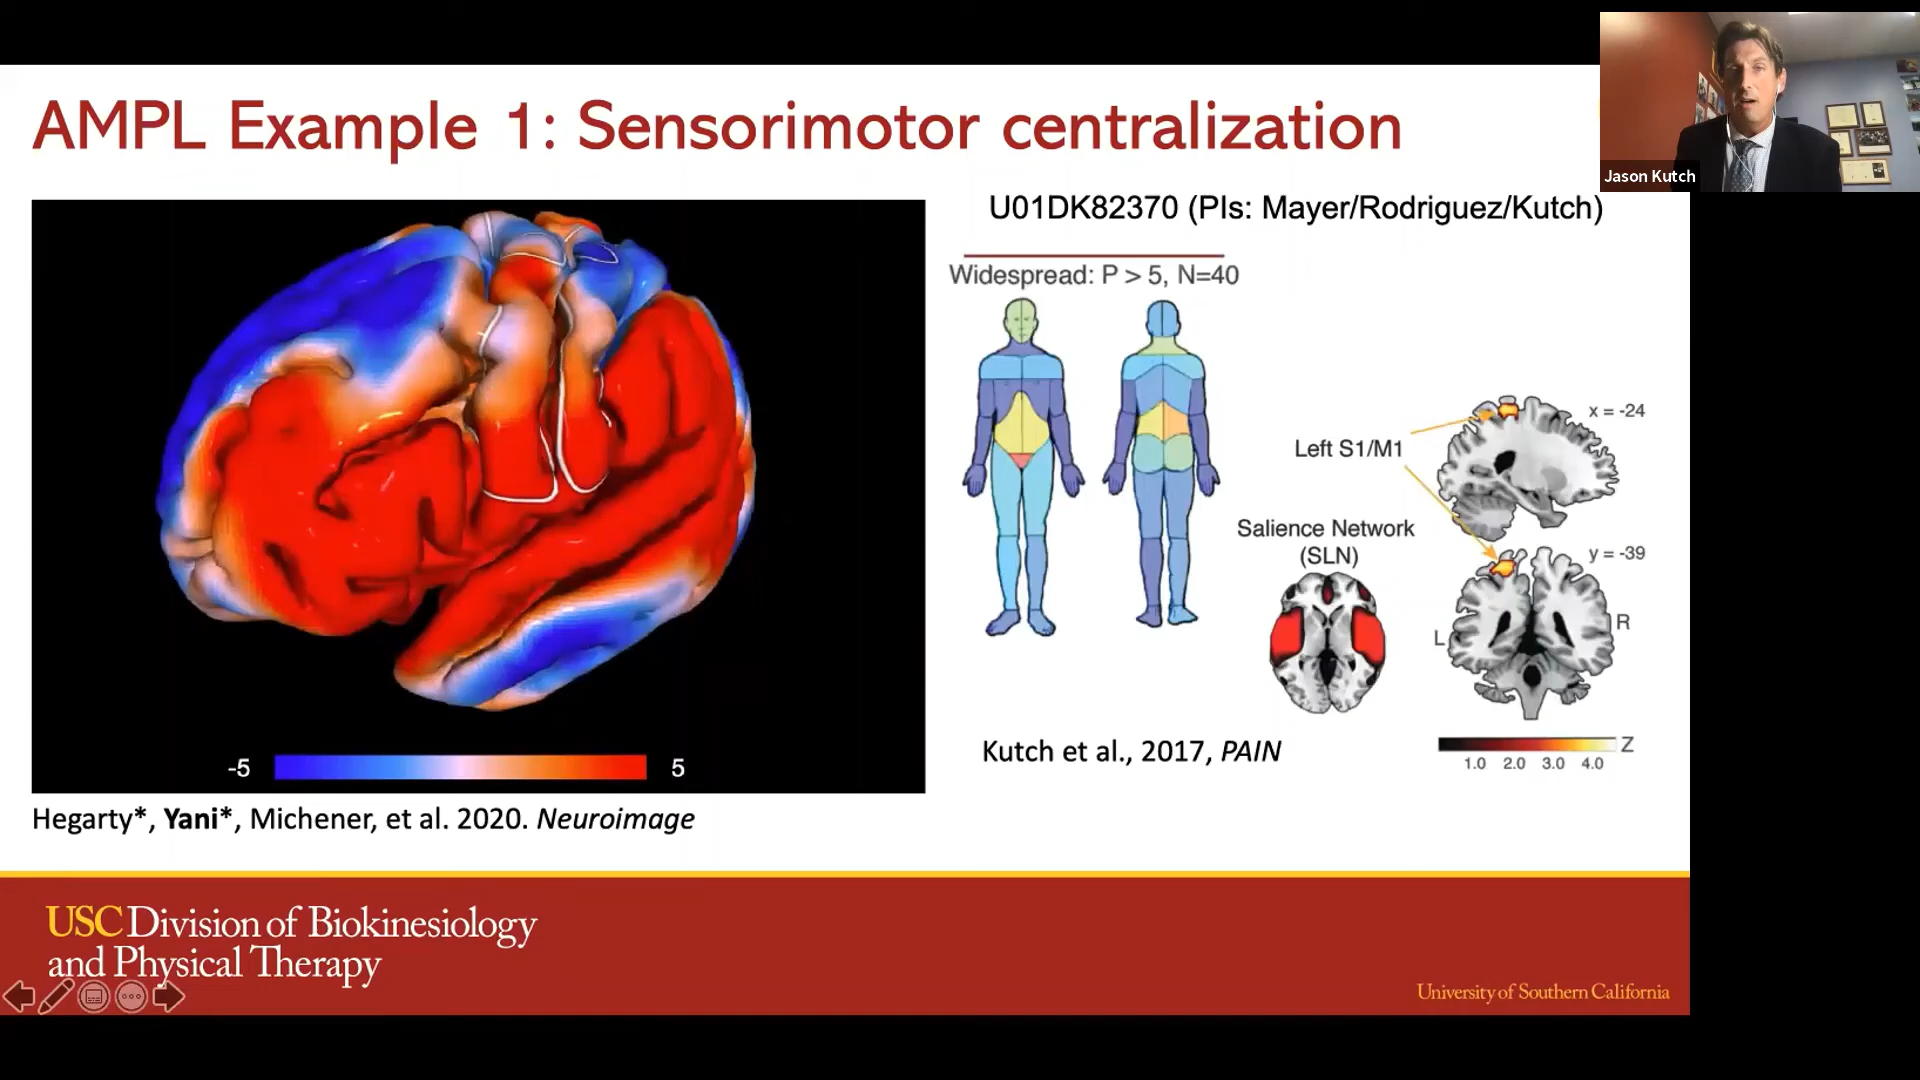 AMPL Example 1: Sensorimotor centralization
Jason Kutch
U01DK82370 (PIs: Mayer/Rodriguez/Kutch)
Widespread: P > 5, N=40
x = -24
Left S1/M1
Salience Network
(SLN)
y = -39
L
R
Z
1.0 2.0 3.0 4.0
Kutch et al., 2017, PAIN
-5
5
Hegarty*, Yani*, Michener, et al. 2020. Neuroimage
USC Division of Biokinesiology
and Physical Therapy
University of Southern California